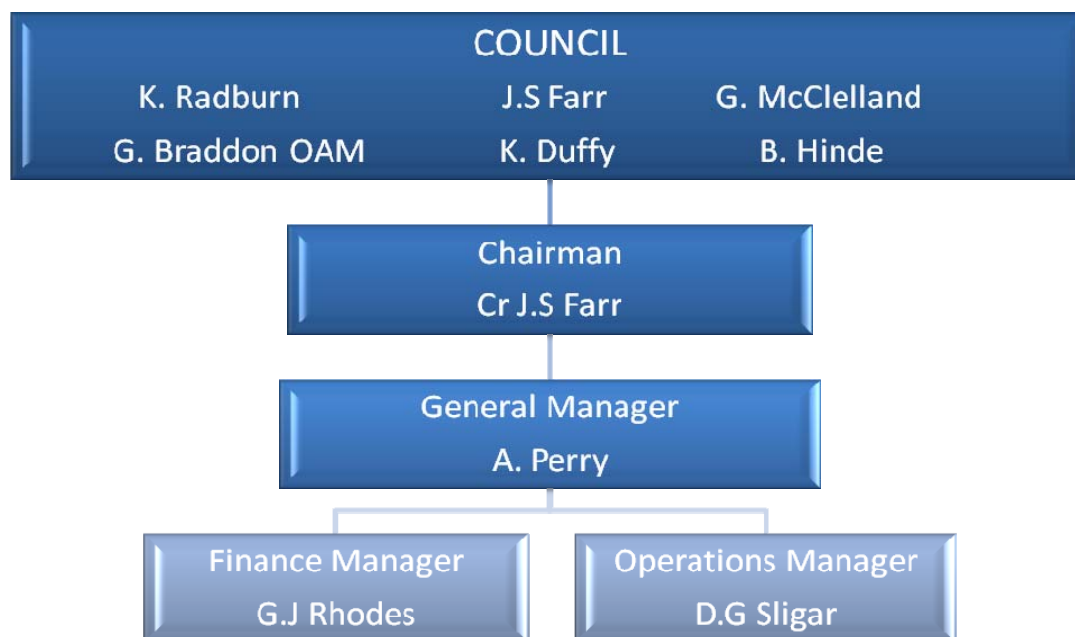 COUNCIL
K. Radburn J.S Farr G. McClelland
G. Braddon OAM K. Duffy B. Hinde
Chairman
Cr J.S Farr
General Manager
A. Perry
Finance Manager
G.J Rhodes
Operations Manager
D.G Sligar